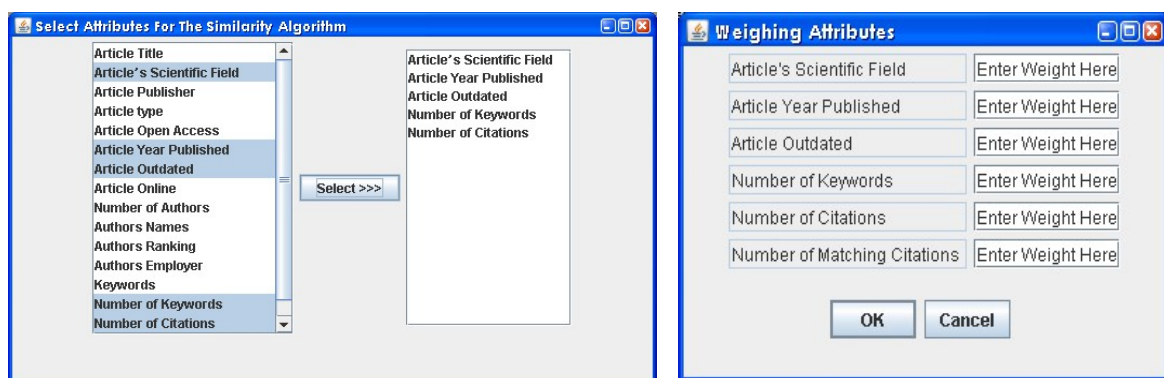 Select Attributes For The Similarity Algorithm
Article Title
Article's Scientific Field
Article Publisher
Article type
Article Open Access
Article Year Published
Article Outdated
Article Online
Number of Authors
Authors Names
Authors Ranking
Authors Employer
Keywords
Number of Keywords
Number of Citations
Select >>>
Article's Scientific Field
Article Year Published
Article Outdated
Number of Keywords
Number of Citations
Weighing Attributes
Article's Scientific Field Enter Weight Here
Article Year Published Enter Weight Here
Article Outdated Enter Weight Here
Number of Keywords Enter Weight Here
Number of Citations Enter Weight Here
Number of Matching Citations Enter Weight Here
OK Cancel